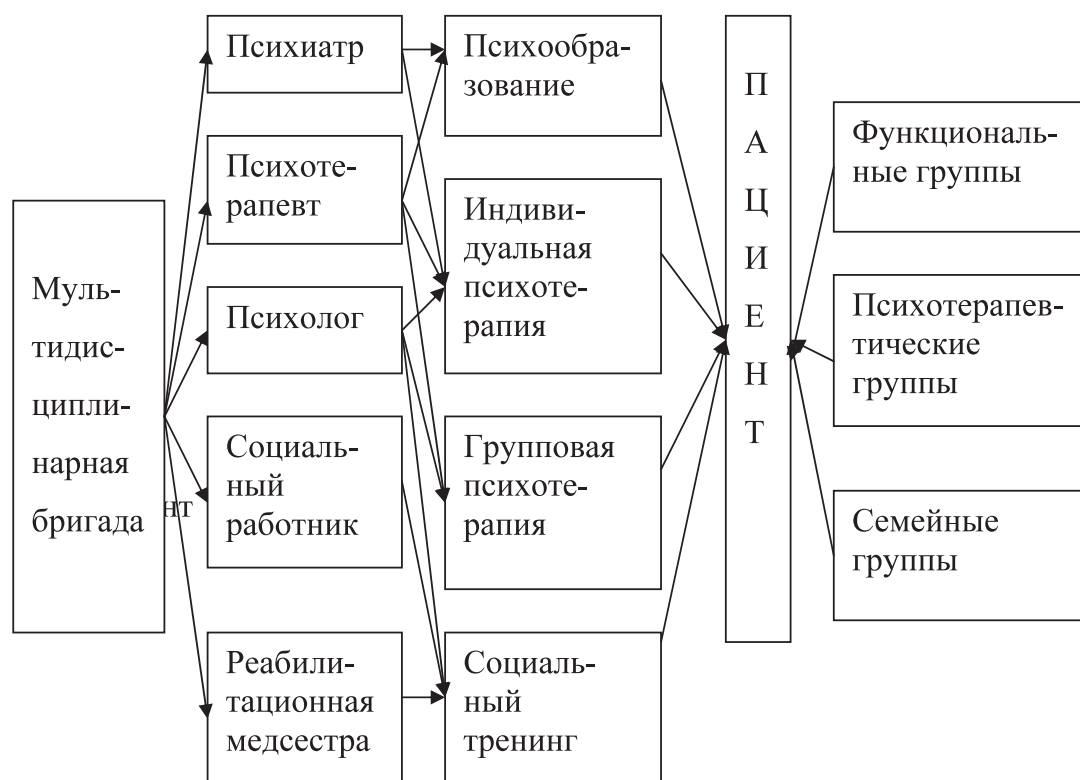 Муль-
тидис-
ципли-
нарная
бригада
нт
Психиатр
Психоте-
рапевт
Психолог
Социаль-
ный
работник
Реабили-
тационная
медсестра
Психообра-
зование
Индиви-
дуальная
психоте-
рапия
Групповая
психоте-
рапия
Социаль-
ный
тренинг
П
А
Ц
И
Е
Н
Т
Функциональ-
ные группы
Психотерапев-
тические
группы
Семейные
группы